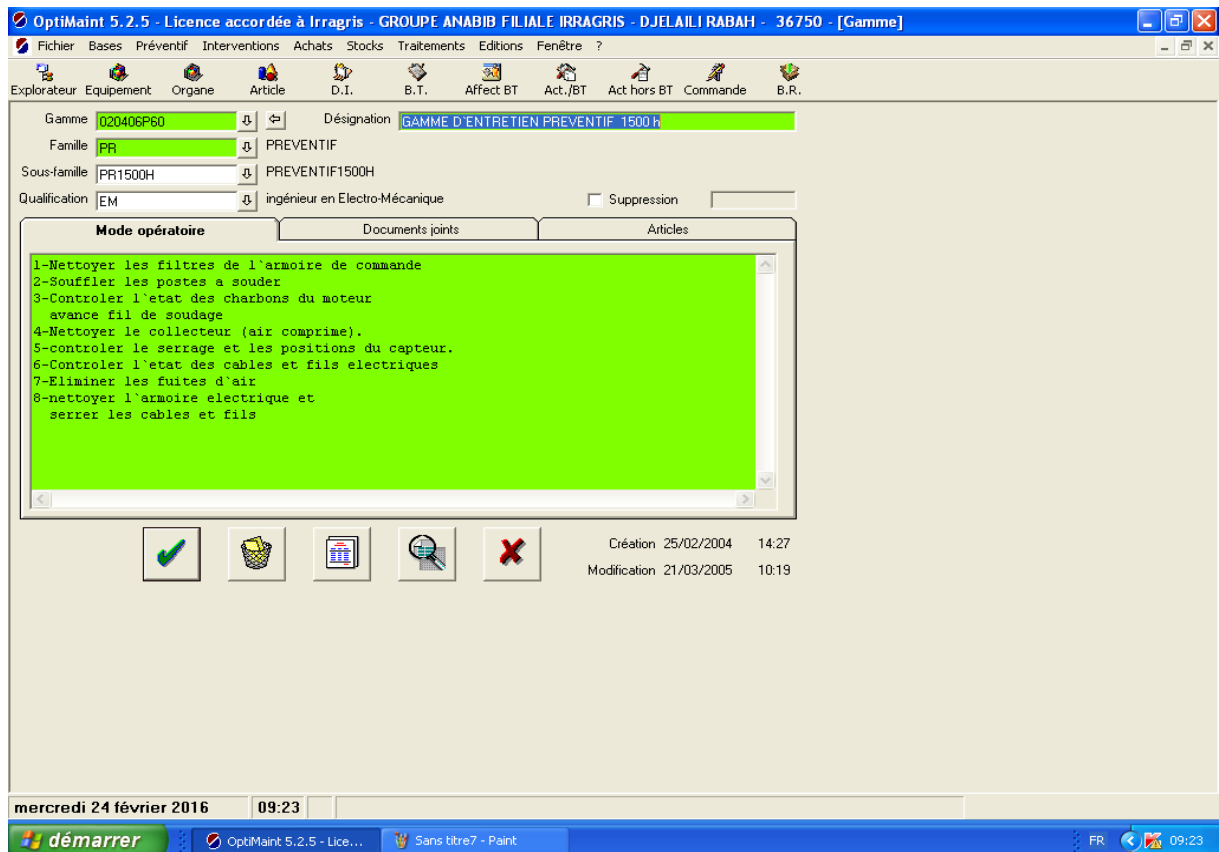 OptiMaint 5.2.5 - Licence accordée à Irragris - GROUPE ANABIB FILIALE IRRAGRIS - DJELAILI RABAH - 36750 - [Gamme]
Fichier Bases Préventif Interventions Achats Stocks Traitements Editions Fenêtre ?
Explorateur Equipement Organe Article D.I. B.T. Affect BT Act./BT Act hors BT Commande B.R.
Gamme 020406P60 Désignation GAMME D`ENTRETIEN PREVENTIF 1500 h
Famille PR PREVENTIF
Sous-famille PR1500H PREVENTIF1500H
Qualification EM ingénieur en Electro-Mécanique Suppression
Mode opératoire Documents joints Articles
1-Nettoyer les filtres de l`armoire de commande
2-Souffler les postes a souder
3-Controler l`etat des charbons du moteur
avance fil de soudage
4-Nettoyer le collecteur (air comprime).
5-controler le serrage et les positions du capteur.
6-Controler l`etat des cables et fils electriques
7-Eliminer les fuites d`air
8-nettoyer l`armoire electrique et
serrer les cables et fils
Création 25/02/2004 14:27
Modification 21/03/2005 10:19
mercredi 24 février 2016 09:23
démarrer OptiMaint 5.2.5 - Lice... Sans titre7 - Paint FR 09:23